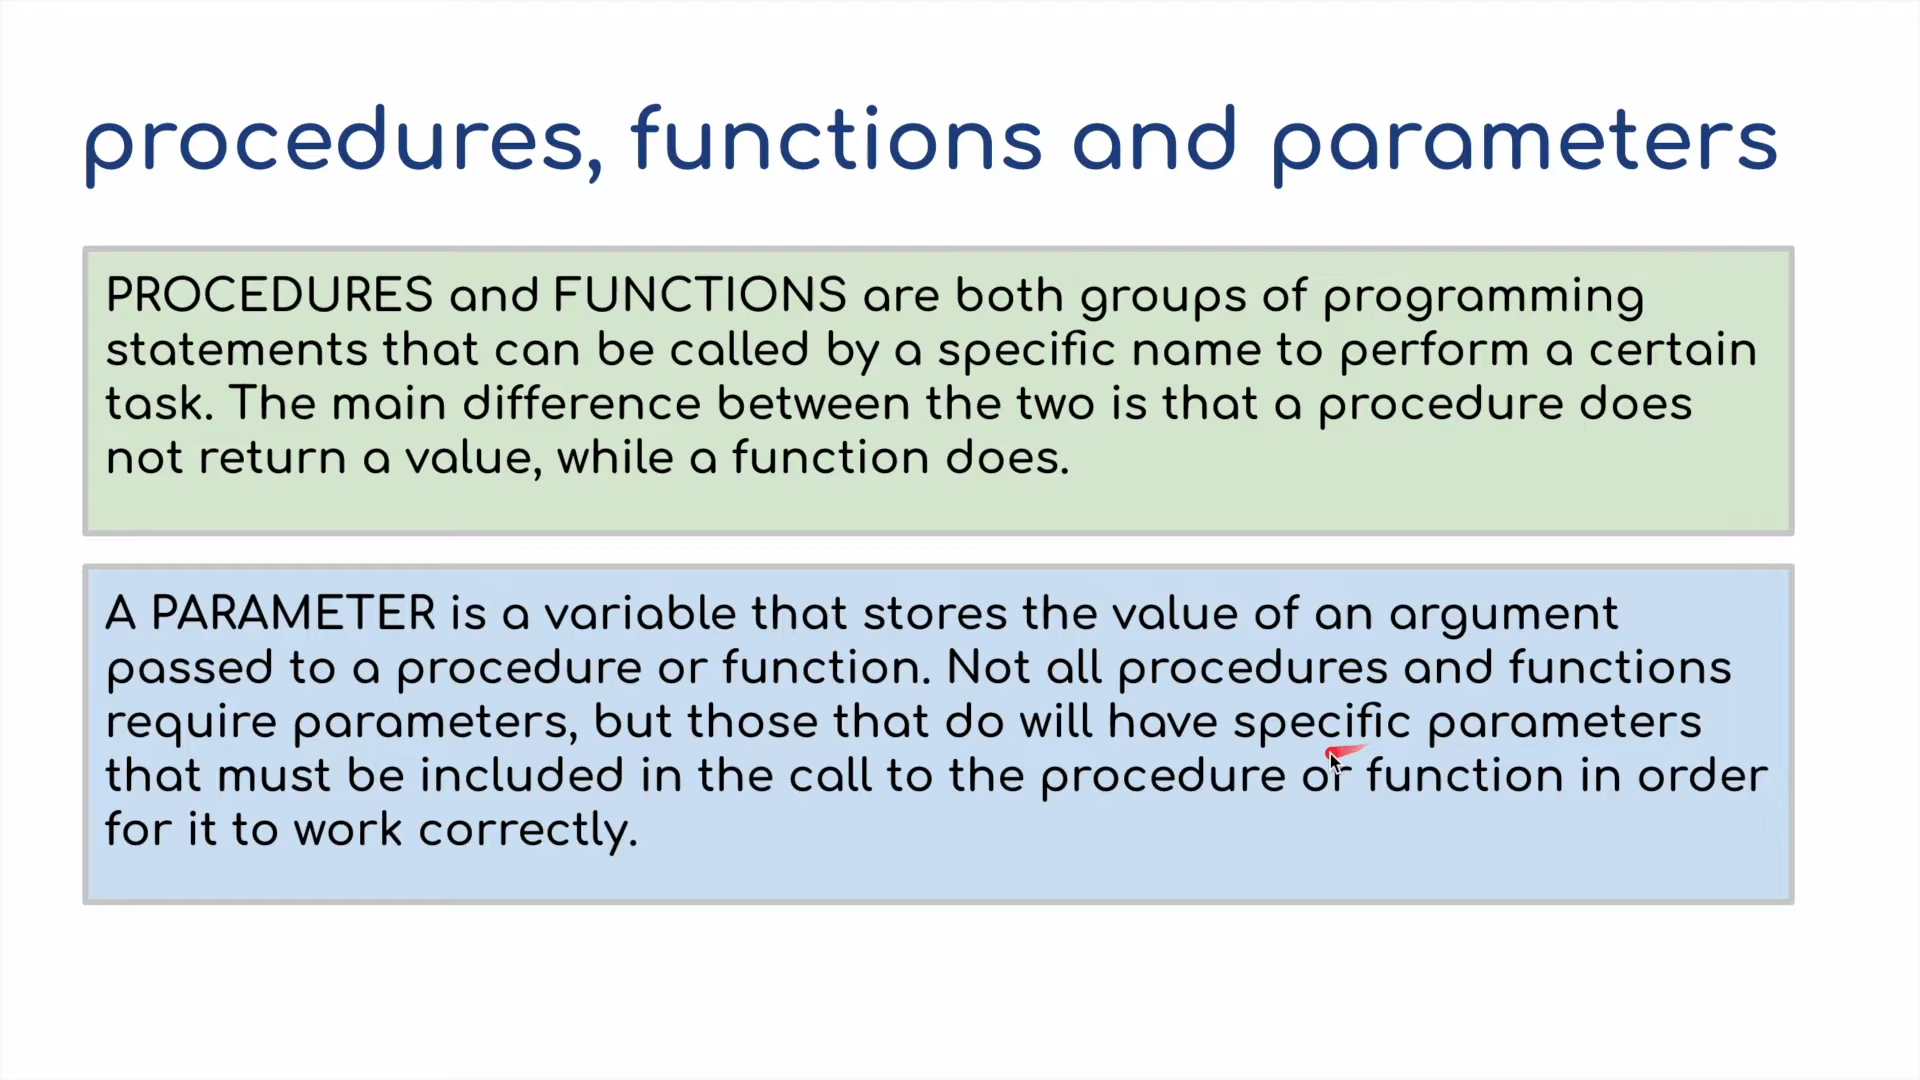 procedures, functions and parameters
PROCEDURES and FUNCTIONS are both groups of programming
statements that can be called by a specific name to perform a certain
task. The main difference between the two is that a procedure does
not return a value, while a function does.
A PARAMETER is a variable that stores the value of an argument
passed to a procedure or function. Not all procedures and functions
require parameters, but those that do will have specific parameters
that must be included in the call to the procedure or function in order
for it to work correctly.